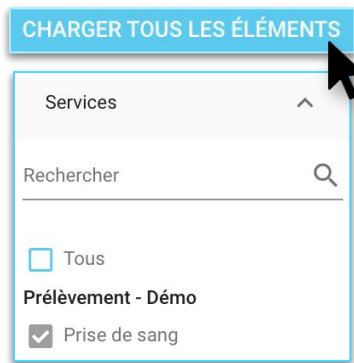 CHARGER TOUS LES ÉLÉMENTS
Services
Rechercher
Tous
Prélèvement - Démo
Prise de sang